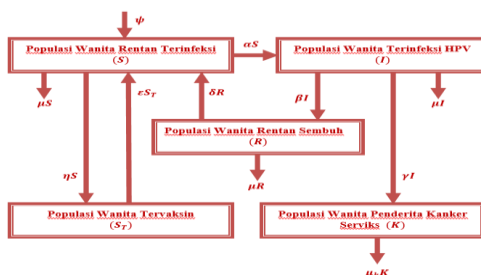 ψ
Populasi Wanita Rentan Terinfeksi
(S)
αS
Populasi Wanita Terinfeksi HPV
(I)
μS
εS_T
δR
βI
μI
Populasi Wanita Rentan Sembuh
(R)
ηS
μR
γI
Populasi Wanita Tervaksin
(S_T)
Populasi Wanita Penderita Kanker
Serviks (K)
μ_kK